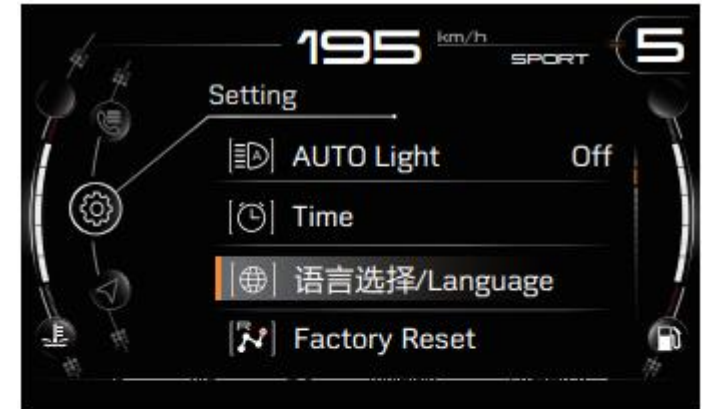 195 km/h SPORT 5
Setting
AUTO Light Off
Time
语言选择/Language
Factory Reset